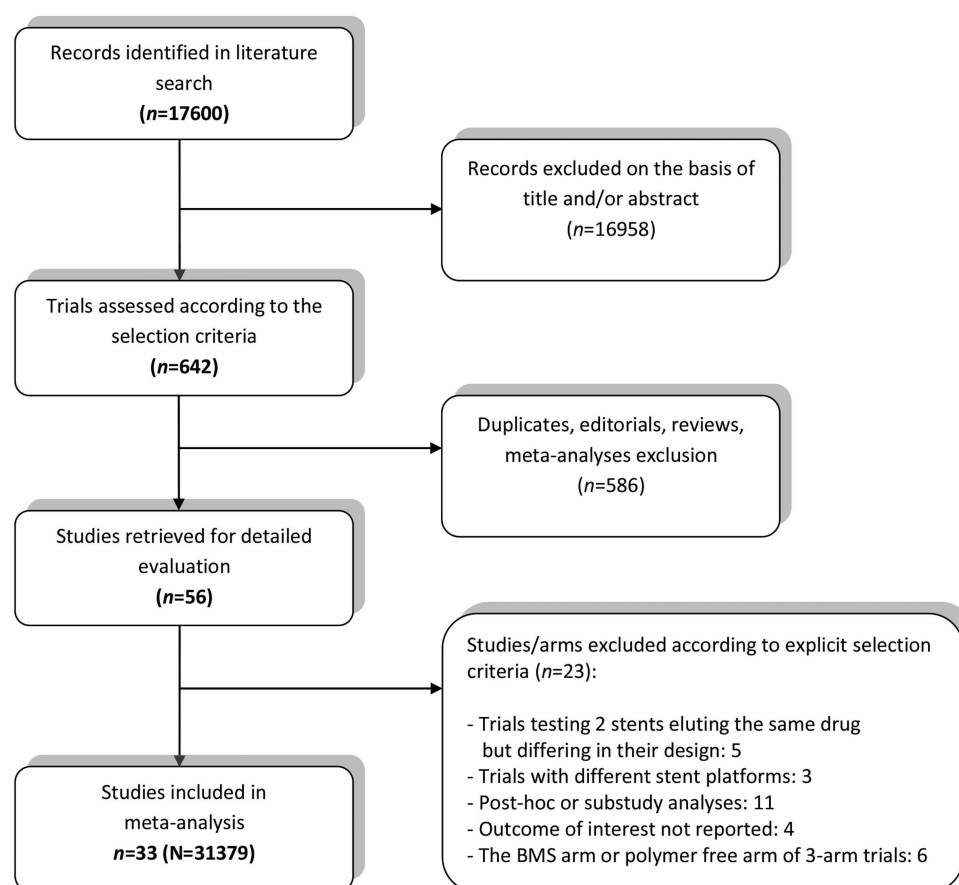 Records identified in literature
search
(n=17600)
Records excluded on the basis of
title and/or abstract
(n=16958)
Trials assessed according to the
selection criteria
(n=642)
Duplicates, editorials, reviews,
meta-analyses exclusion
(n=586)
Studies retrieved for detailed
evaluation
(n=56)
Studies/arms excluded according to explicit selection
criteria (n=23):
- Trials testing 2 stents eluting the same drug
but differing in their design: 5
- Trials with different stent platforms: 3
- Post-hoc or substudy analyses: 11
- Outcome of interest not reported: 4
- The BMS arm or polymer free arm of 3-arm trials: 6
Studies included in
meta-analysis
n=33 (N=31379)